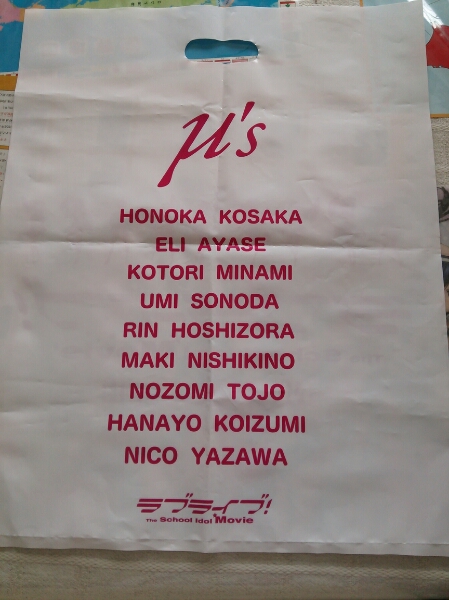 μ's
HONOKA KOSAKA
ELI AYASE
KOTORI MINAMI
UMI SONODA
RIN HOSHIZORA
MAKI NISHIKINO
NOZOMI TOJO
HANAYO KOIZUMI
NICO YAZAWA
ラブライブ!
The School Idol Movie